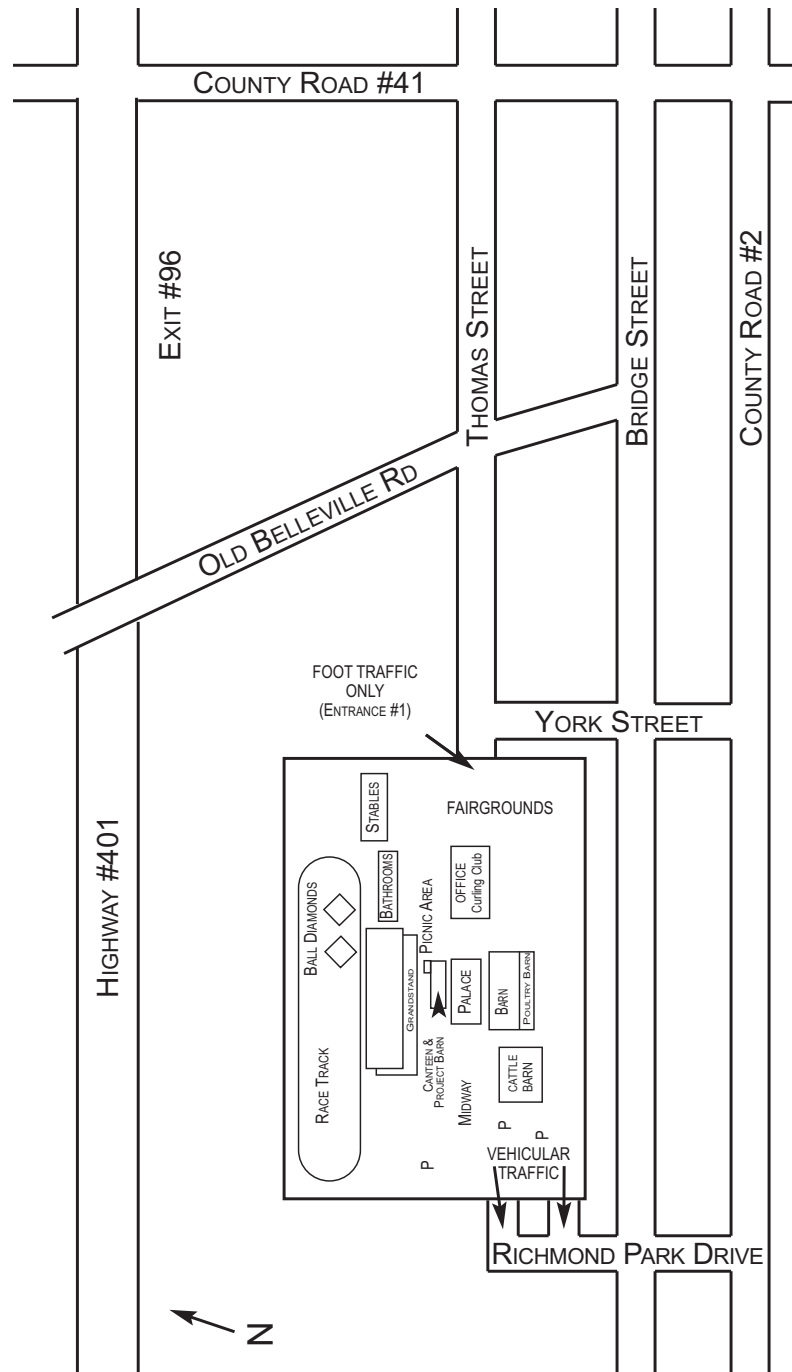 COUNTY ROAD #41
EXIT #96
THOMAS STREET
BRIDGE STREET
COUNTY ROAD #2
OLD BELLEVILLE RD
FOOT TRAFFIC
ONLY
(ENTRANCE #1)
YORK STREET
HIGHWAY #401
STABLES
FAIRGROUNDS
BATHROOMS
OFFICE
Curling Club
BALL DIAMONDS
PICNIC AREA
GRANDSTAND
PALACE
BARN
POULTRY BARN
RACE TRACK
CANTEEN &
PROJECT BARN
MIDWAY
CATTLE
BARN
P
P
P
VEHICULAR
TRAFFIC
RICHMOND PARK DRIVE
N